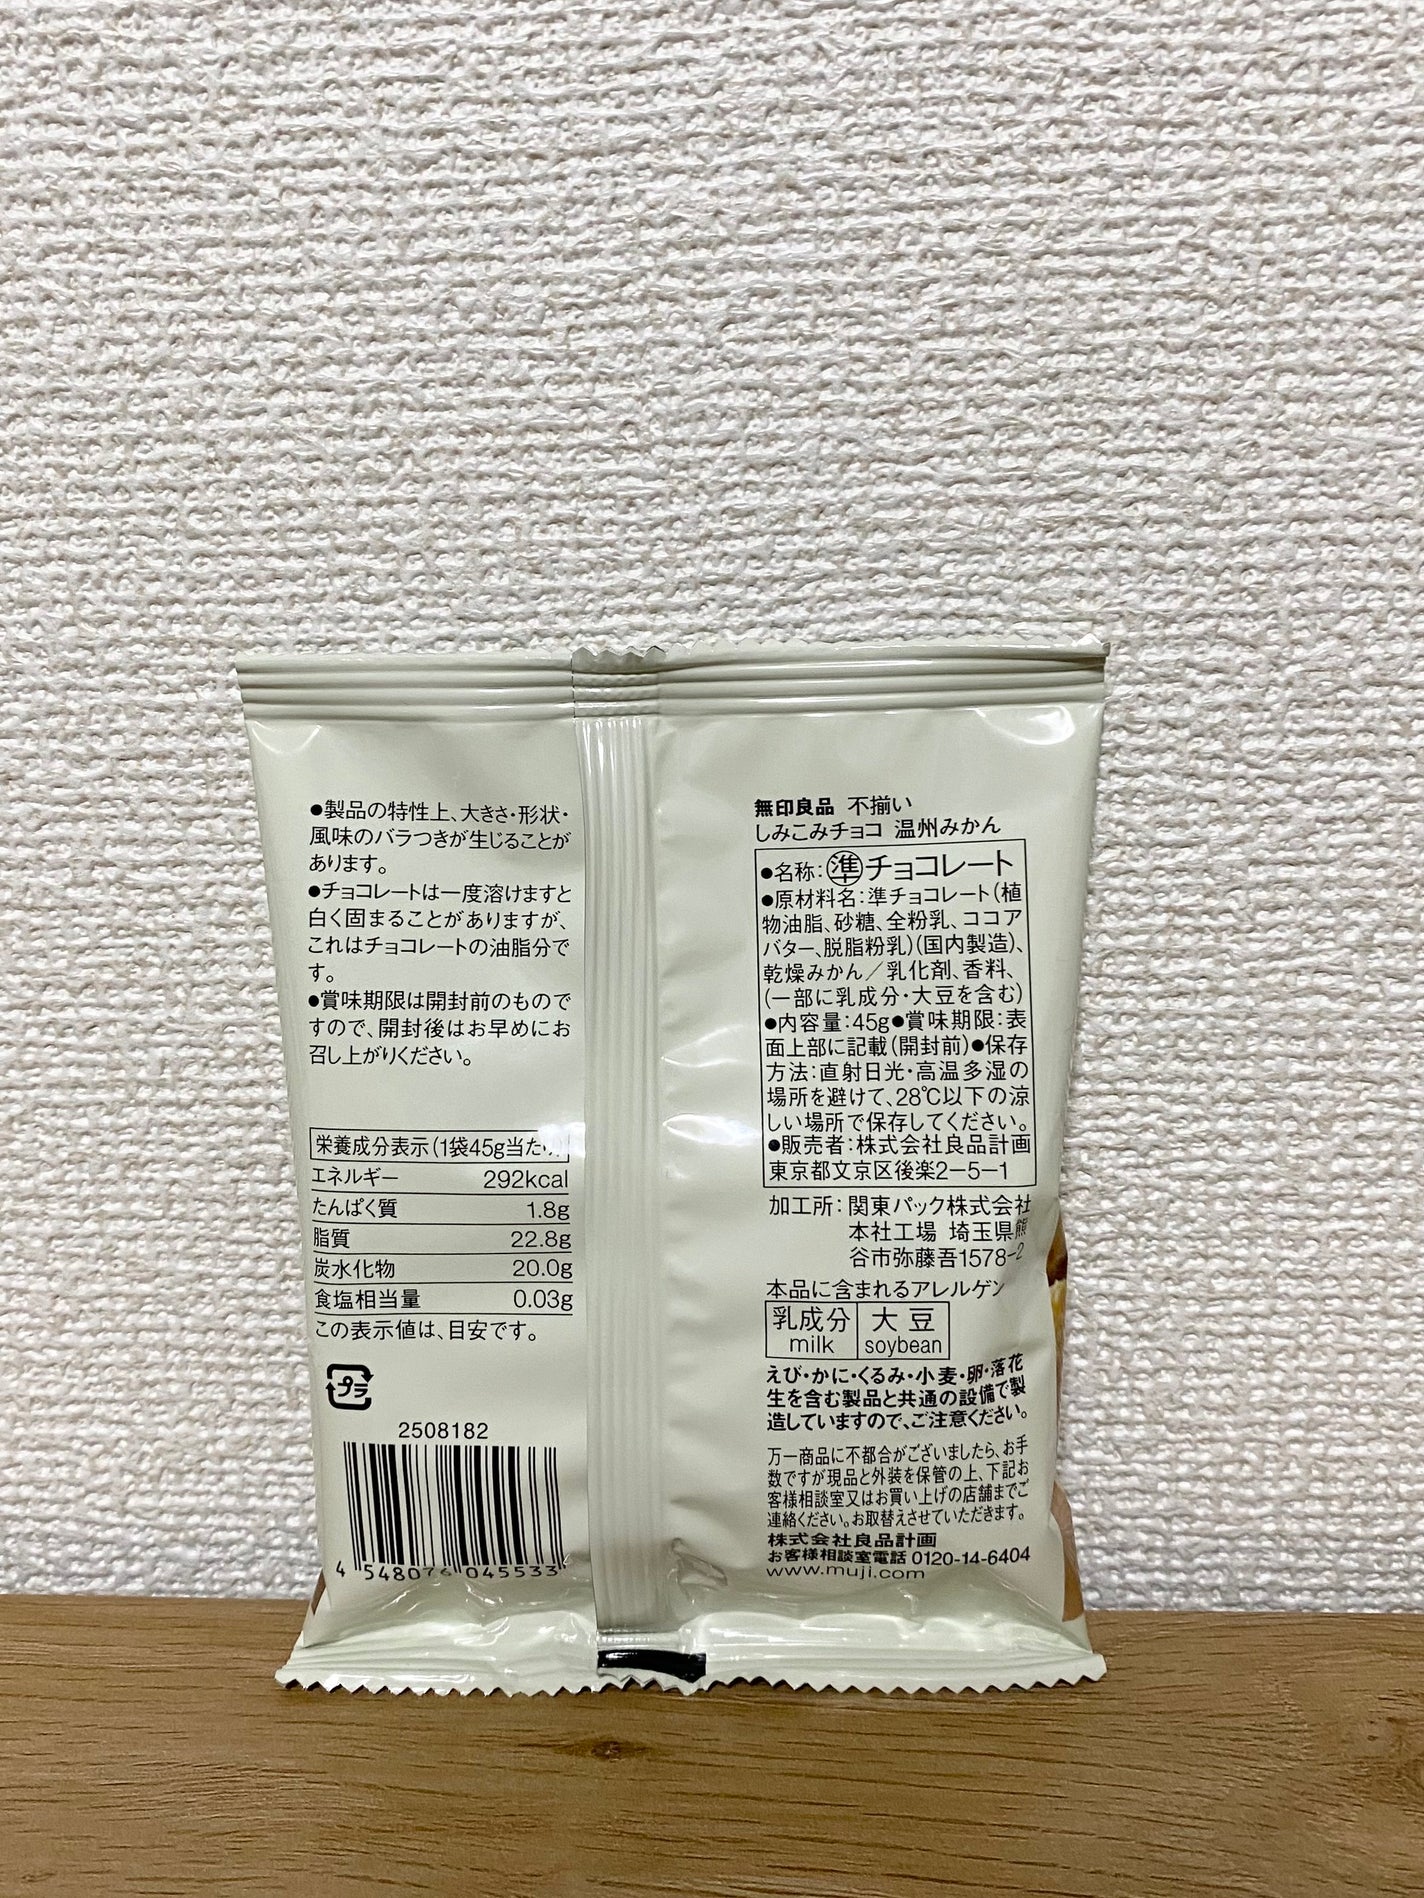 ●製品の特性上、大きさ・形状・
風味のバラつきが生じることが
あります。
●チョコレートは一度溶けますと
白く固まることがありますが、
これはチョコレートの油脂分で
す。
●賞味期限は開封前のもので
すので、開封後はお早めにお
召し上がりください。
栄養成分表示(1袋45g当たり)
エネルギー 292kcal
たんぱく質 1.8g
脂質 22.8g
炭水化物 20.0g
食塩相当量 0.03g
この表示値は、目安です。
プラ
2508182
4 548076 045533
無印良品 不揃い
しみこみチョコ 温州みかん
●名称:準チョコレート
●原材料名:準チョコレート(植
物油脂、砂糖、全粉乳、ココア
バター、脱脂粉乳)(国内製造)、
乾燥みかん/乳化剤、香料、
(一部に乳成分・大豆を含む)
●内容量:45g●賞味期限:表
面上部に記載(開封前)●保存
方法:直射日光・高温多湿の
場所を避けて、28℃以下の涼
しい場所で保存してください。
●販売者:株式会社良品計画
東京都文京区後楽2-5-1
加工所:関東パック株式会社
本社工場 埼玉県熊
谷市弥藤吾1578-2
本品に含まれるアレルゲン
乳成分 大豆
milk soybean
えび・かに・くるみ・小麦・卵・落花
生を含む製品と共通の設備で製
造していますので、ご注意ください。
万一商品に不都合がございましたら、お手
数ですが現品と外装を保管の上、下記お
客様相談室又はお買い上げの店舗までご
連絡ください。お取替えさせていただきます。
株式会社良品計画
お客様相談室電話 0120-14-6404
www.muji.com